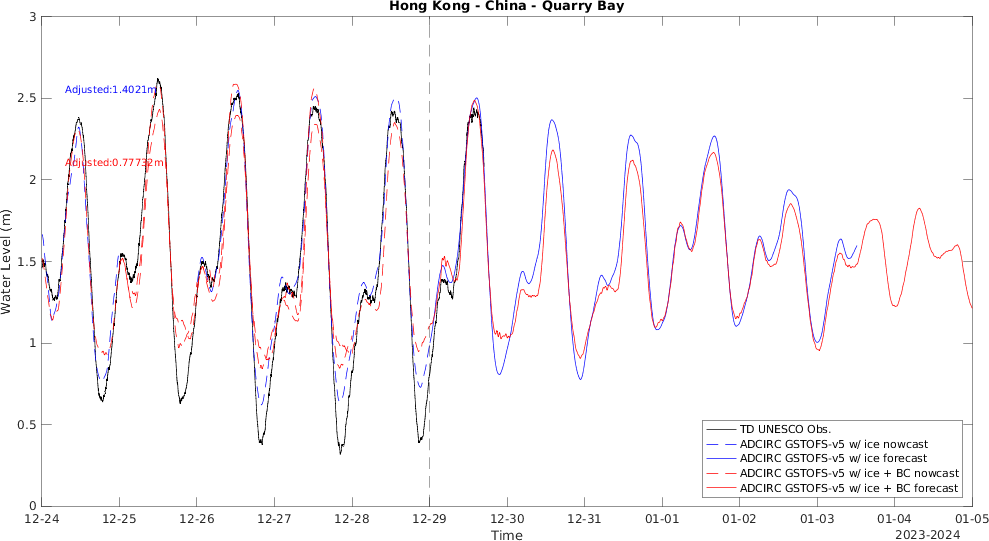 Hong Kong - China - Quarry Bay
3
2.5
2
1.5
1
0.5
0
Water Level (m)
Adjusted:1.4021m
Adjusted:0.77732m
TD UNESCO Obs.
ADCIRC GSTOFS-v5 w/ ice nowcast
ADCIRC GSTOFS-v5 w/ ice forecast
ADCIRC GSTOFS-v5 w/ ice + BC nowcast
ADCIRC GSTOFS-v5 w/ ice + BC forecast
12-24 12-25 12-26 12-27 12-28 12-29 12-30 12-31 01-01 01-02 01-03 01-04 01-05
Time
2023-2024